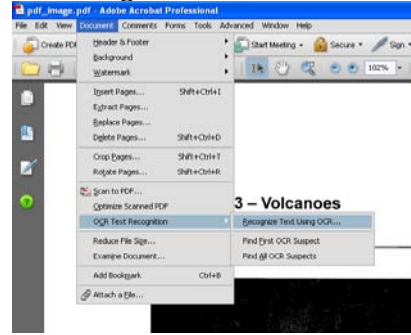 pdf_image.pdf - Adobe Acrobat Professional
File Edit View Document Comments Forms Tools Advanced Window Help
Create PDF
Start Meeting
Secure
Sign
102%
Header & Footer
Background
Watermark
Insert Pages... Shift+Ctrl+I
Extract Pages...
Replace Pages...
Delete Pages... Shift+Ctrl+D
Crop Pages... Shift+Ctrl+T
Rotate Pages... Shift+Ctrl+R
Scan to PDF...
Optimize Scanned PDF
OCR Text Recognition
Reduce File Size...
Examine Document...
Add Bookmark Ctrl+B
Attach a File...
3 – Volcanoes
Recognize Text Using OCR...
Find First OCR Suspect
Find All OCR Suspects